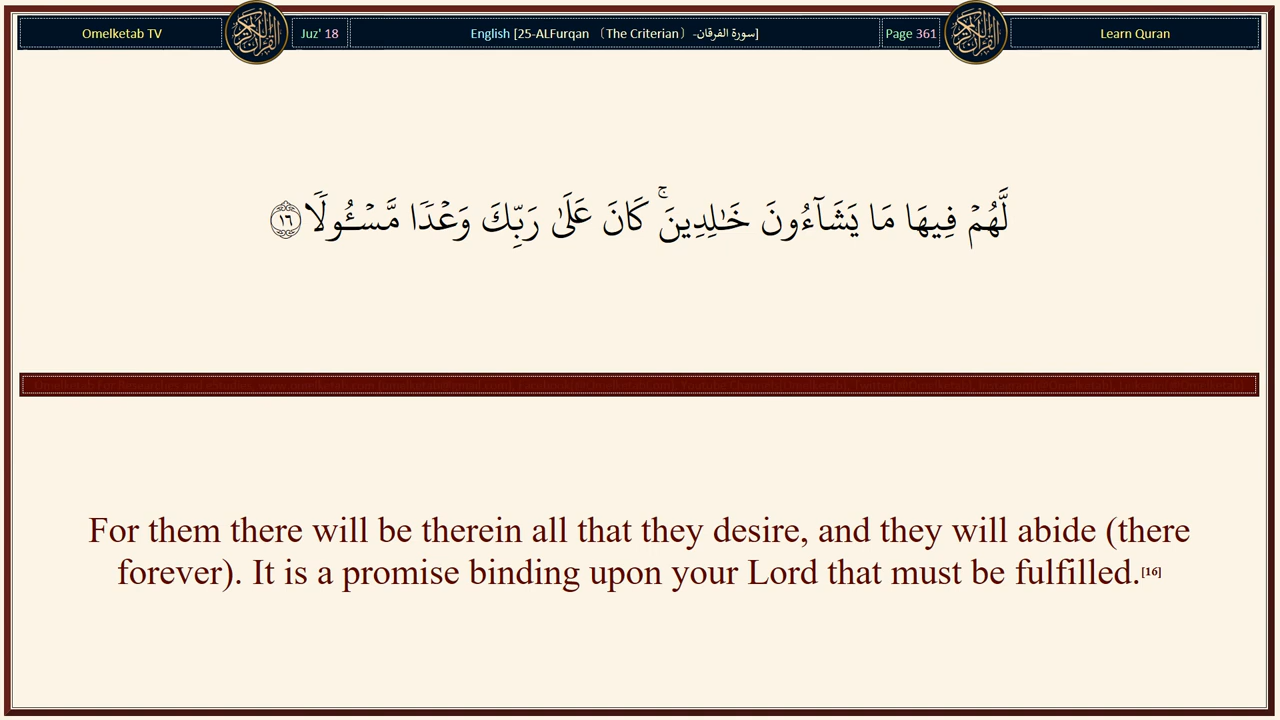 Omelketab TV
Juz' 18
English [25-ALFurqan （The Criterian）-سورة الفرقان]
Page 361
Learn Quran
لَّهُمۡ فِيهَا مَا يَشَآءُونَ خَٰلِدِينَۚ كَانَ عَلَىٰ رَبِّكَ وَعۡدٗا مَّسۡـُٔولٗا ١٦
For them there will be therein all that they desire, and they will abide (there
forever). It is a promise binding upon your Lord that must be fulfilled.[16]